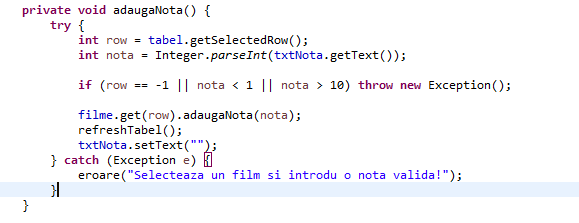 private void adaugaNota() {
    try {
        int row = tabel.getSelectedRow();
        int nota = Integer.parseInt(txtNota.getText());

        if (row == -1 || nota < 1 || nota > 10) throw new Exception();

        filme.get(row).adaugaNota(nota);
        refreshTabel();
        txtNota.setText("");
    } catch (Exception e) {
        eroare("Selecteaza un film si introdu o nota valida!");
    }
}